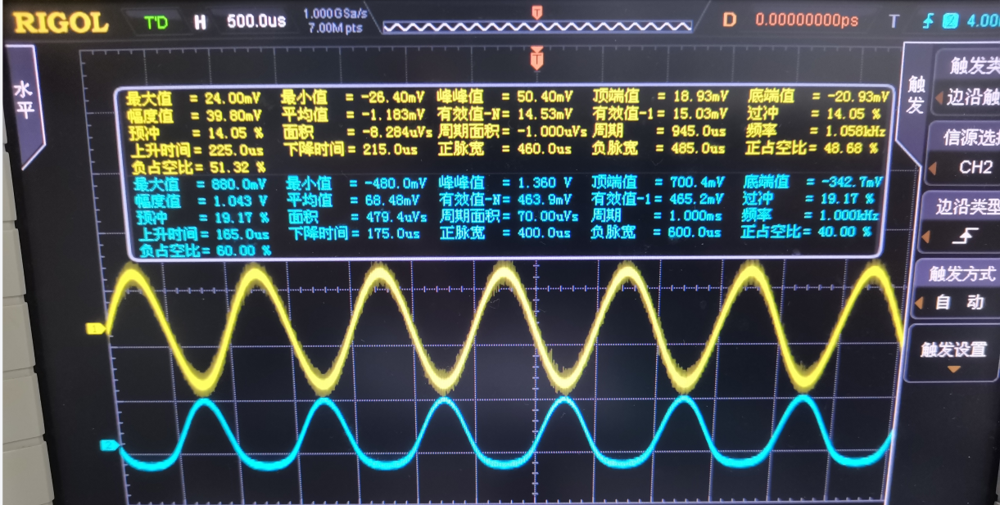 RIGOL T'D H 500.0us 1.000GSa/s 7.00M pts T D 0.00000000ps T 2 4.00
T
水平
最大值 = 24.00mV 最小值 = -26.40mV 峰峰值 = 50.40mV 顶端值 = 18.93mV 底端值 = -20.93mV
幅度值 = 39.80mV 平均值 = -1.183mV 有效值-N= 14.53mV 有效值-1= 15.03mV 过冲 = 14.05 %
预冲 = 14.05 % 面积 = -8.284uVs 周期面积= -1.000uVs 周期 = 945.0us 频率 = 1.058kHz
上升时间= 225.0us 下降时间= 215.0us 正脉宽 = 460.0us 负脉宽 = 485.0us 正占空比= 48.68 %
负占空比= 51.32 %
最大值 = 880.0mV 最小值 = -480.0mV 峰峰值 = 1.360 V 顶端值 = 700.4mV 底端值 = -342.7mV
幅度值 = 1.043 V 平均值 = 68.48mV 有效值-N= 463.9mV 有效值-1= 465.2mV 过冲 = 19.17 %
预冲 = 19.17 % 面积 = 479.4uVs 周期面积= 70.00uVs 周期 = 1.000ms 频率 = 1.000kHz
上升时间= 165.0us 下降时间= 175.0us 正脉宽 = 400.0us 负脉宽 = 600.0us 正占空比= 40.00 %
负占空比= 60.00 %
1
2
触发
触发类
边沿触
信源选择
CH2
边沿类型
触发方式
自 动
触发设置